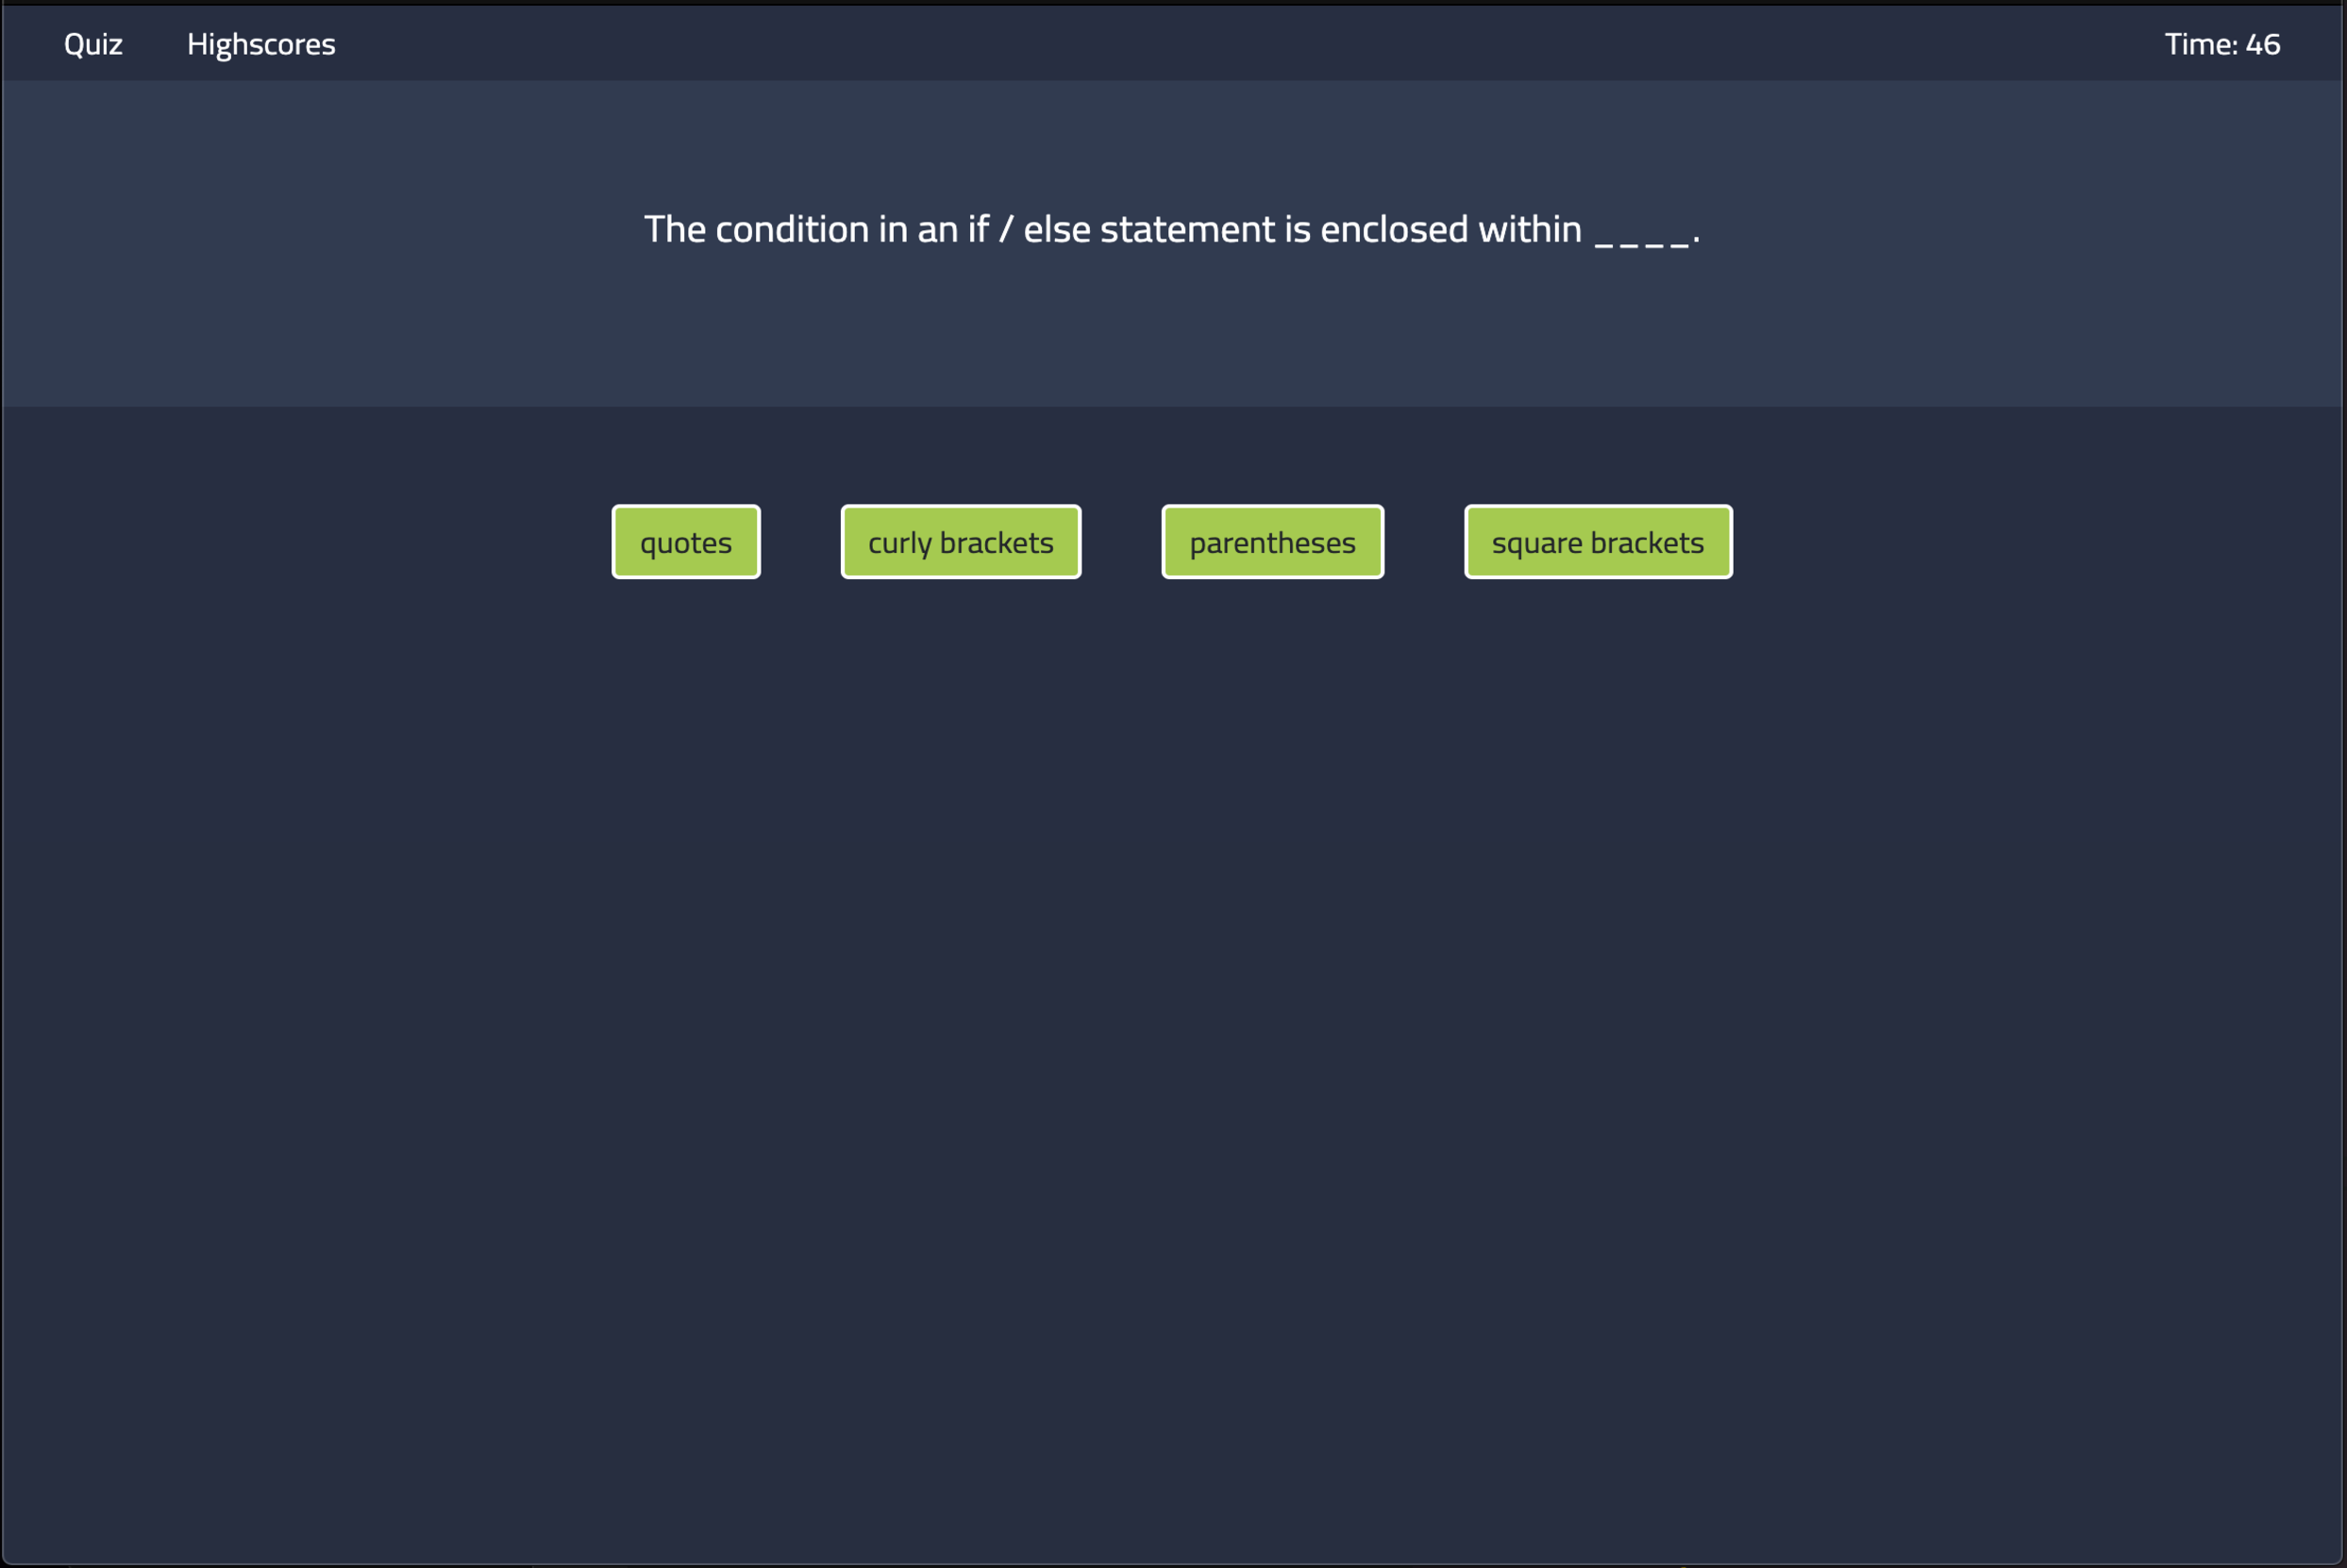 Quiz Highscores Time: 46
The condition in an if / else statement is enclosed within ____.
quotes curly brackets parentheses square brackets